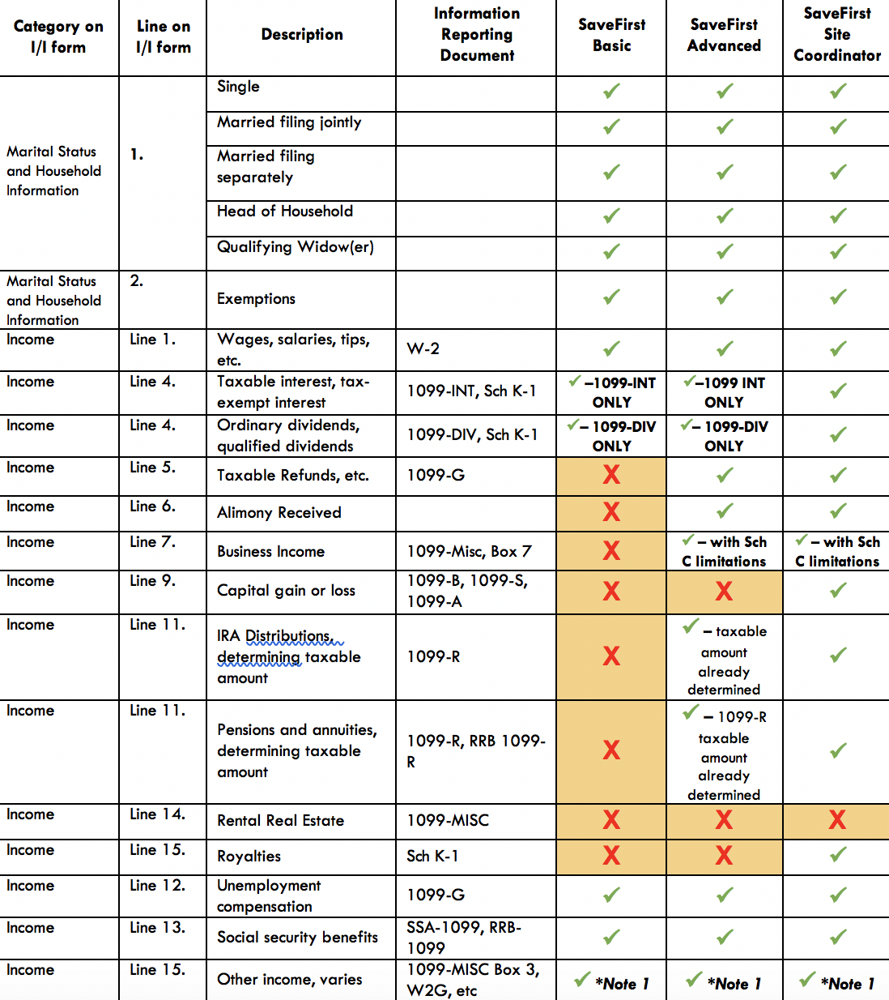 Category on
I/I form
Line on
I/I form
Description
Information
Reporting
Document
SaveFirst
Basic
SaveFirst
Advanced
SaveFirst
Site
Coordinator
Marital Status
and Household
Information
1.
Single
✓ ✓ ✓
Married filing jointly
✓ ✓ ✓
Married filing
separately
✓ ✓ ✓
Head of Household
✓ ✓ ✓
Qualifying Widow(er)
✓ ✓ ✓
Marital Status
and Household
Information
2.
Exemptions
✓ ✓ ✓
Income
Line 1.
Wages, salaries, tips,
etc.
W-2
✓ ✓ ✓
Income
Line 4.
Taxable interest, tax-
exempt interest
1099-INT, Sch K-1
✓ –1099-INT
ONLY
✓–1099 INT
ONLY
✓
Income
Line 4.
Ordinary dividends,
qualified dividends
1099-DIV, Sch K-1
✓– 1099-DIV
ONLY
✓– 1099-DIV
ONLY
✓
Income
Line 5.
Taxable Refunds, etc.
1099-G
X ✓ ✓
Income
Line 6.
Alimony Received
X ✓ ✓
Income
Line 7.
Business Income
1099-Misc, Box 7
X
✓ – with Sch
C limitations
✓ – with Sch
C limitations
Income
Line 9.
Capital gain or loss
1099-B, 1099-S,
1099-A
X X ✓
Income
Line 11.
IRA Distributions,
determining taxable
amount
1099-R
X
✓ – taxable
amount
already
determined
✓
Income
Line 11.
Pensions and annuities,
determining taxable
amount
1099-R, RRB 1099-
R
X
✓ – 1099-R
taxable
amount
already
determined
✓
Income
Line 14.
Rental Real Estate
1099-MISC
X X X
Income
Line 15.
Royalties
Sch K-1
X X ✓
Income
Line 12.
Unemployment
compensation
1099-G
✓ ✓ ✓
Income
Line 13.
Social security benefits
SSA-1099, RRB-
1099
✓ ✓ ✓
Income
Line 15.
Other income, varies
1099-MISC Box 3,
W2G, etc
✓ *Note 1
✓ *Note 1
✓ *Note 1